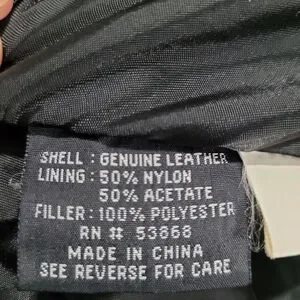 SHELL : GENUINE LEATHER
LINING : 50% NYLON
50% ACETATE
FILLER : 100% POLYESTER
RN # 53868
MADE IN CHINA
SEE REVERSE FOR CARE